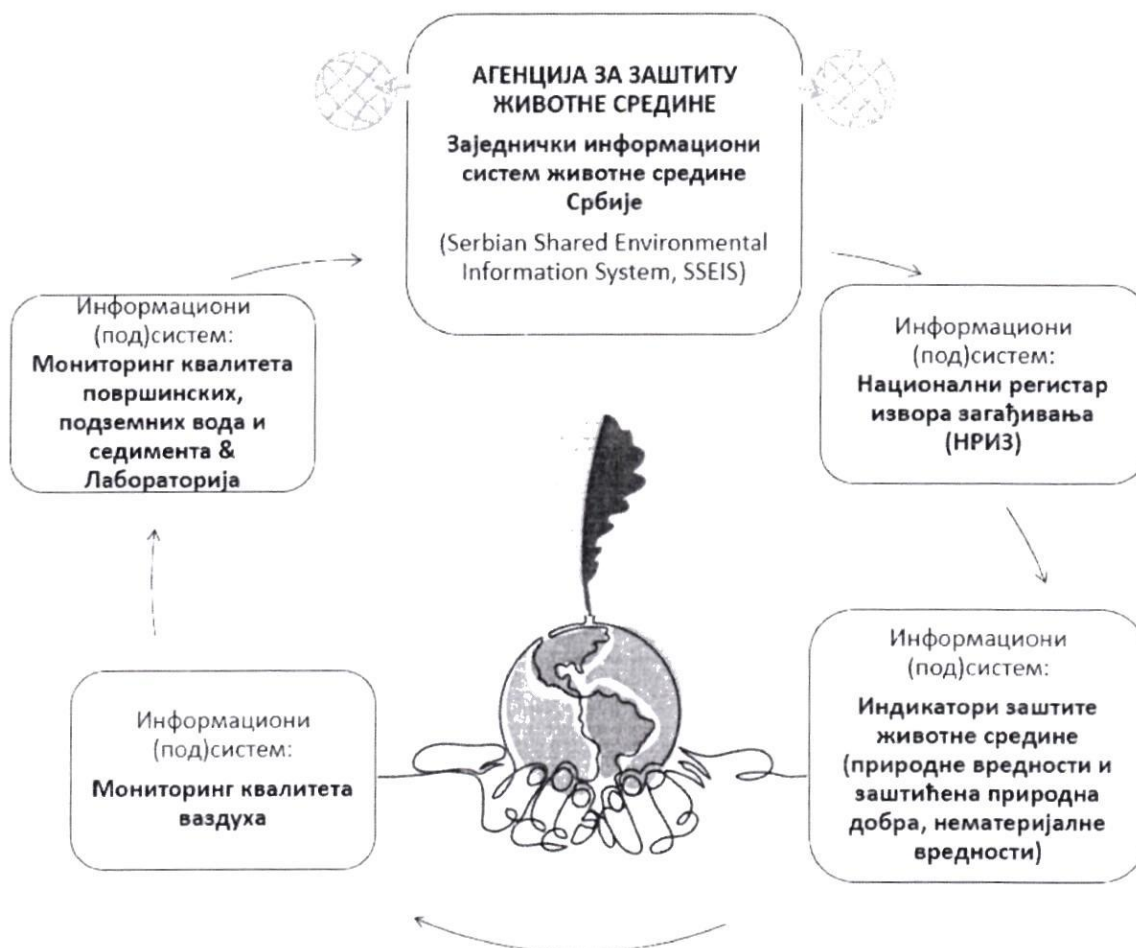 АГЕНЦИЈА ЗА ЗАШТИТУ
ЖИВОТНЕ СРЕДИНЕ
Заједнички информациони
систем животне средине
Србије
(Serbian Shared Environmental
Information System, SSEIS)
Информациони
(под)систем:
Национални регистар
извора загађивања
(НРИЗ)
Информациони
(под)систем:
Индикатори заштите
животне средине
(природне вредности и
заштићена природна
добра, нематеријалне
вредности)
Информациони
(под)систем:
Мониторинг квалитета
ваздуха
Информациони
(под)систем:
Мониторинг квалитета
површинских,
подземних вода и
седимента &
Лабораторија